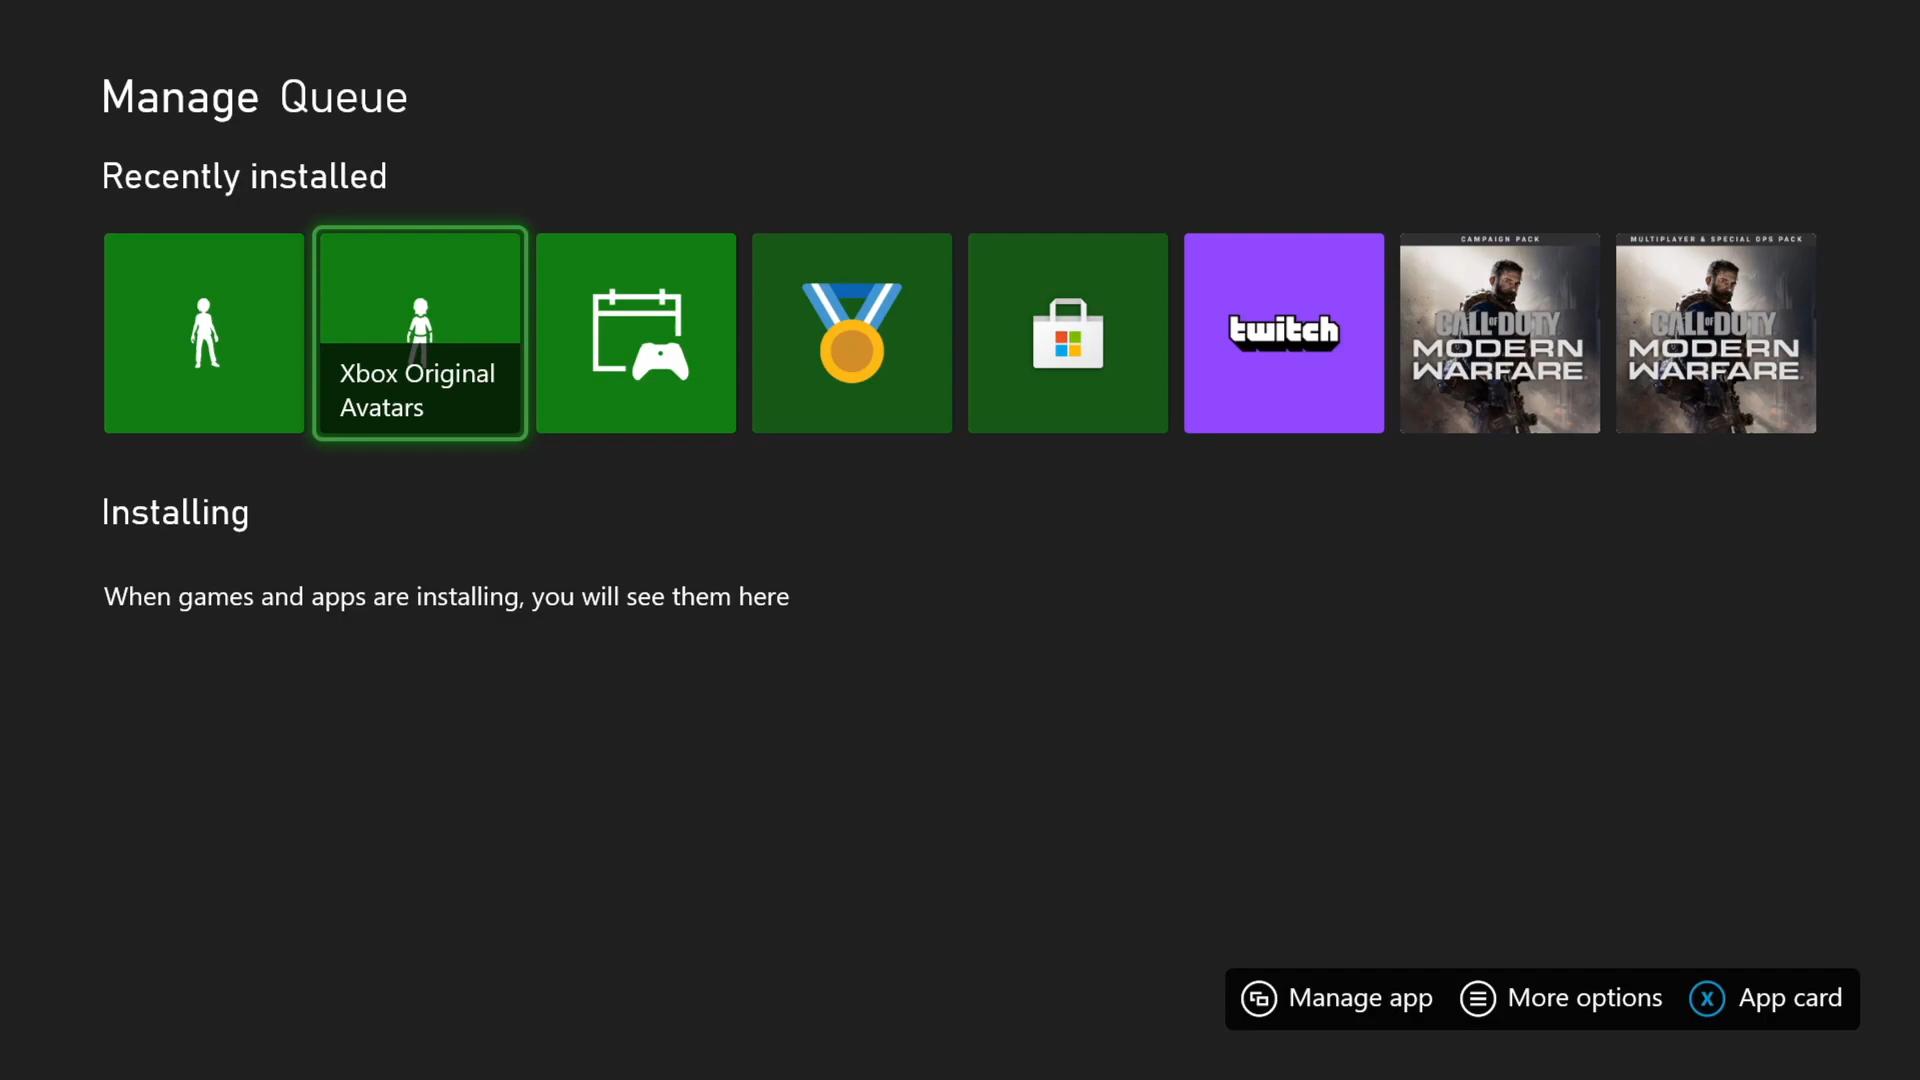 Manage Queue
Recently installed
Xbox Original
Avatars
twitch
CAMPAIGN PACK
CALL OF DUTY
MODERN
WARFARE
MULTIPLAYER & SPECIAL OPS PACK
CALL OF DUTY
MODERN
WARFARE
Installing
When games and apps are installing, you will see them here
Manage app
More options
X App card